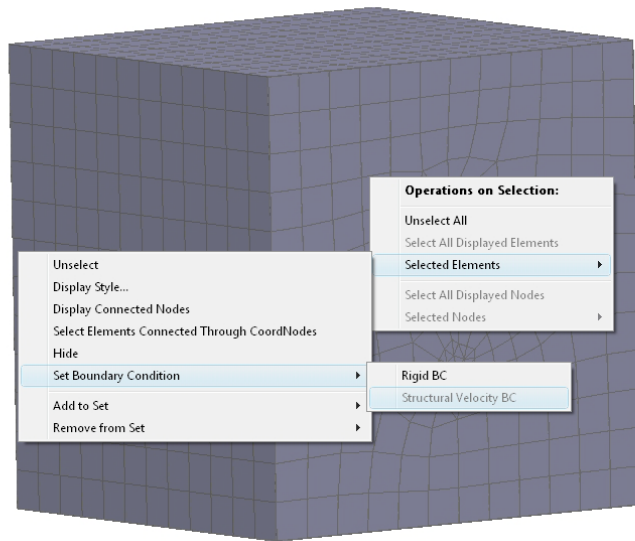 Operations on Selection:
Unselect All
Select All Displayed Elements
Selected Elements
Select All Displayed Nodes
Selected Nodes
Unselect
Display Style...
Display Connected Nodes
Select Elements Connected Through CoordNodes
Hide
Set Boundary Condition
Add to Set
Remove from Set
Rigid BC
Structural Velocity BC